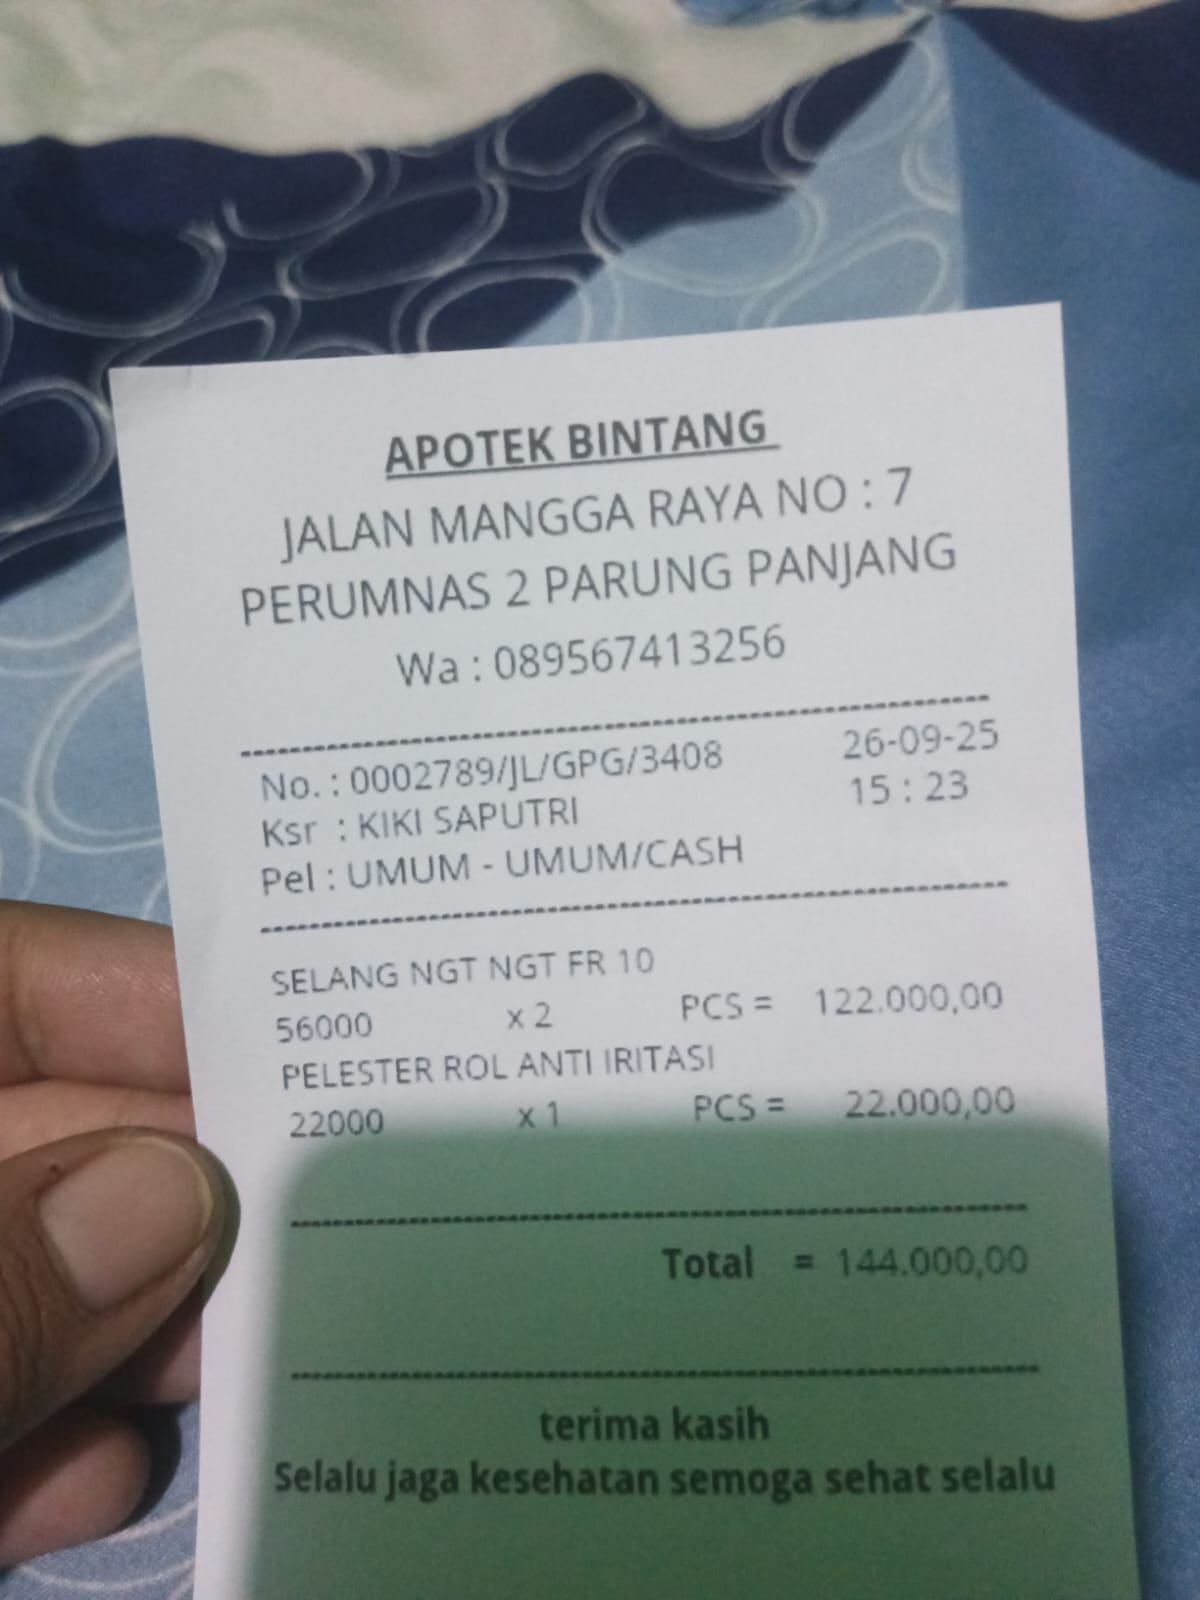 APOTEK BINTANG
JALAN MANGGA RAYA NO : 7
PERUMNAS 2 PARUNG PANJANG
Wa : 089567413256
No. : 0002789/JL/GPG/3408 26-09-25
Ksr : KIKI SAPUTRI 15 : 23
Pel : UMUM - UMUM/CASH
SELANG NGT NGT FR 10
56000 x 2 PCS = 122.000,00
PELESTER ROL ANTI IRITASI
22000 x 1 PCS = 22.000,00
Total = 144.000,00
terima kasih
Selalu jaga kesehatan semoga sehat selalu